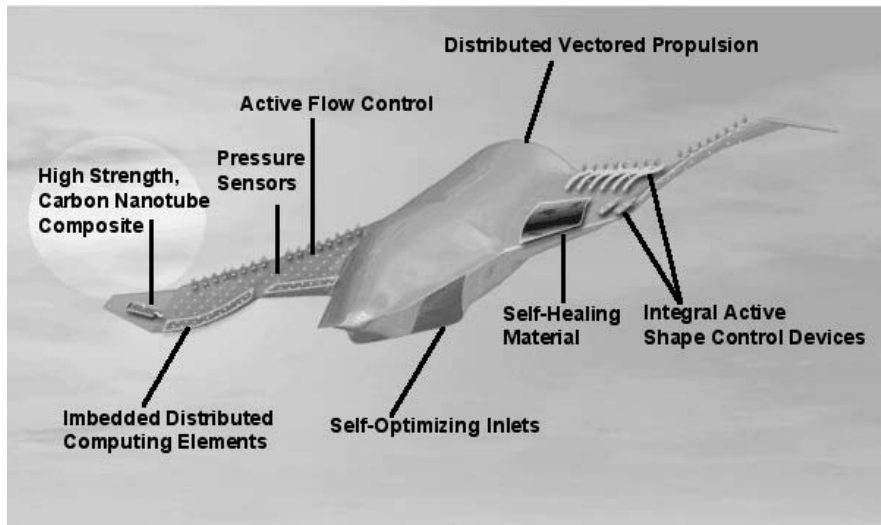 Distributed Vectored Propulsion
Active Flow Control
Pressure
Sensors
High Strength,
Carbon Nanotube
Composite
Self-Healing
Material
Integral Active
Shape Control Devices
Imbedded Distributed
Computing Elements
Self-Optimizing Inlets